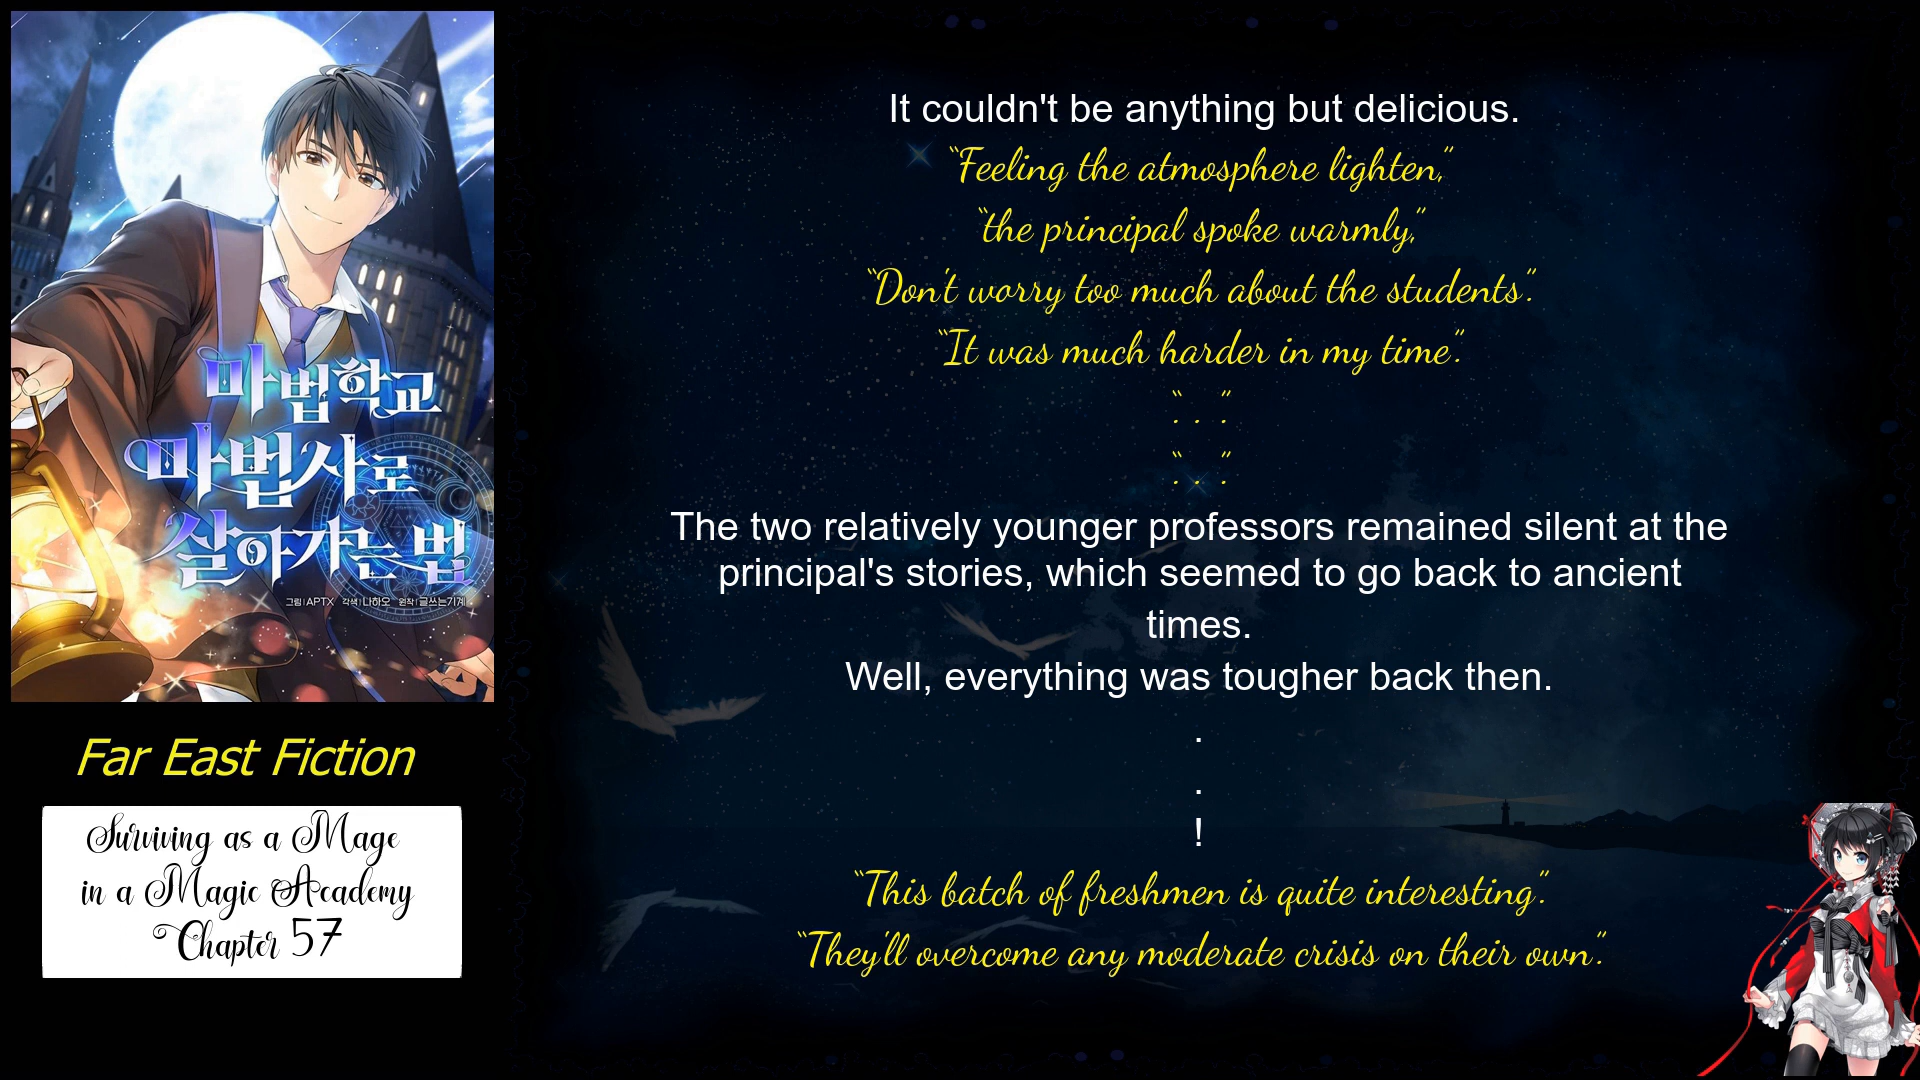 마법학교
마법사로
살아가는 법
그림|APTX 각색|나하오 원작|글쓰는기계
Far East Fiction
Surviving as a Mage
in a Magic Academy
Chapter 57
It couldn't be anything but delicious.
“Feeling the atmosphere lighten,”
“the principal spoke warmly,”
“Don't worry too much about the students”.
“It was much harder in my time”.
“. . .”
“. . .”
The two relatively younger professors remained silent at the
principal's stories, which seemed to go back to ancient
times.
Well, everything was tougher back then.
.
.
!
“This batch of freshmen is quite interesting”.
“They'll overcome any moderate crisis on their own”.